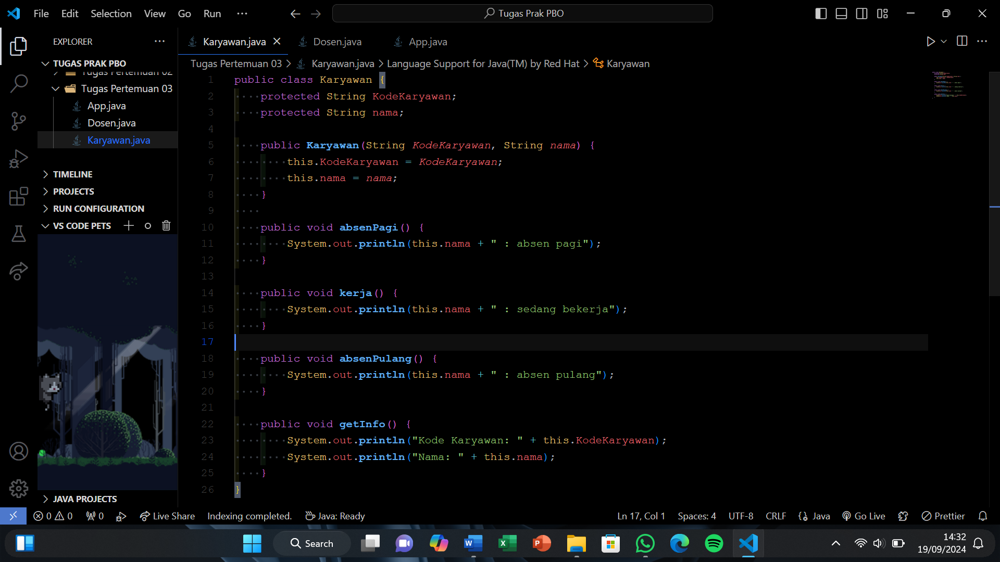 File Edit Selection View Go Run ··· Tugas Prak PBO
EXPLORER ···
Karyawan.java Dosen.java App.java
TUGAS PRAK PBO
Tugas Pertemuan 02
Tugas Pertemuan 03
App.java
Dosen.java
Karyawan.java
TIMELINE
PROJECTS
RUN CONFIGURATION
VS CODE PETS
JAVA PROJECTS
Tugas Pertemuan 03 > Karyawan.java > Language Support for Java(TM) by Red Hat > Karyawan
1 public class Karyawan {
2 protected String KodeKaryawan;
3 protected String nama;
4
5 public Karyawan(String KodeKaryawan, String nama) {
6 this.KodeKaryawan = KodeKaryawan;
7 this.nama = nama;
8 }
9
10 public void absenPagi() {
11 System.out.println(this.nama + " : absen pagi");
12 }
13
14 public void kerja() {
15 System.out.println(this.nama + " : sedang bekerja");
16 }
17
18 public void absenPulang() {
19 System.out.println(this.nama + " : absen pulang");
20 }
21
22 public void getInfo() {
23 System.out.println("Kode Karyawan: " + this.KodeKaryawan);
24 System.out.println("Nama: " + this.nama);
25 }
26 }
0 0 0 Live Share Indexing completed. Java: Ready Ln 17, Col 1 Spaces: 4 UTF-8 CRLF Java Go Live Prettier
Search
14:32
19/09/2024